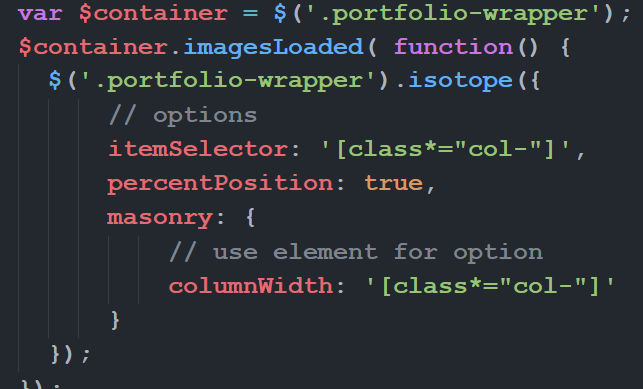 var $container = $('.portfolio-wrapper');
$container.imagesLoaded( function() {
  $('.portfolio-wrapper').isotope({
      // options
      itemSelector: '[class*="col-"]',
      percentPosition: true,
      masonry: {
          // use element for option
          columnWidth: '[class*="col-"]'
      }
  });
});